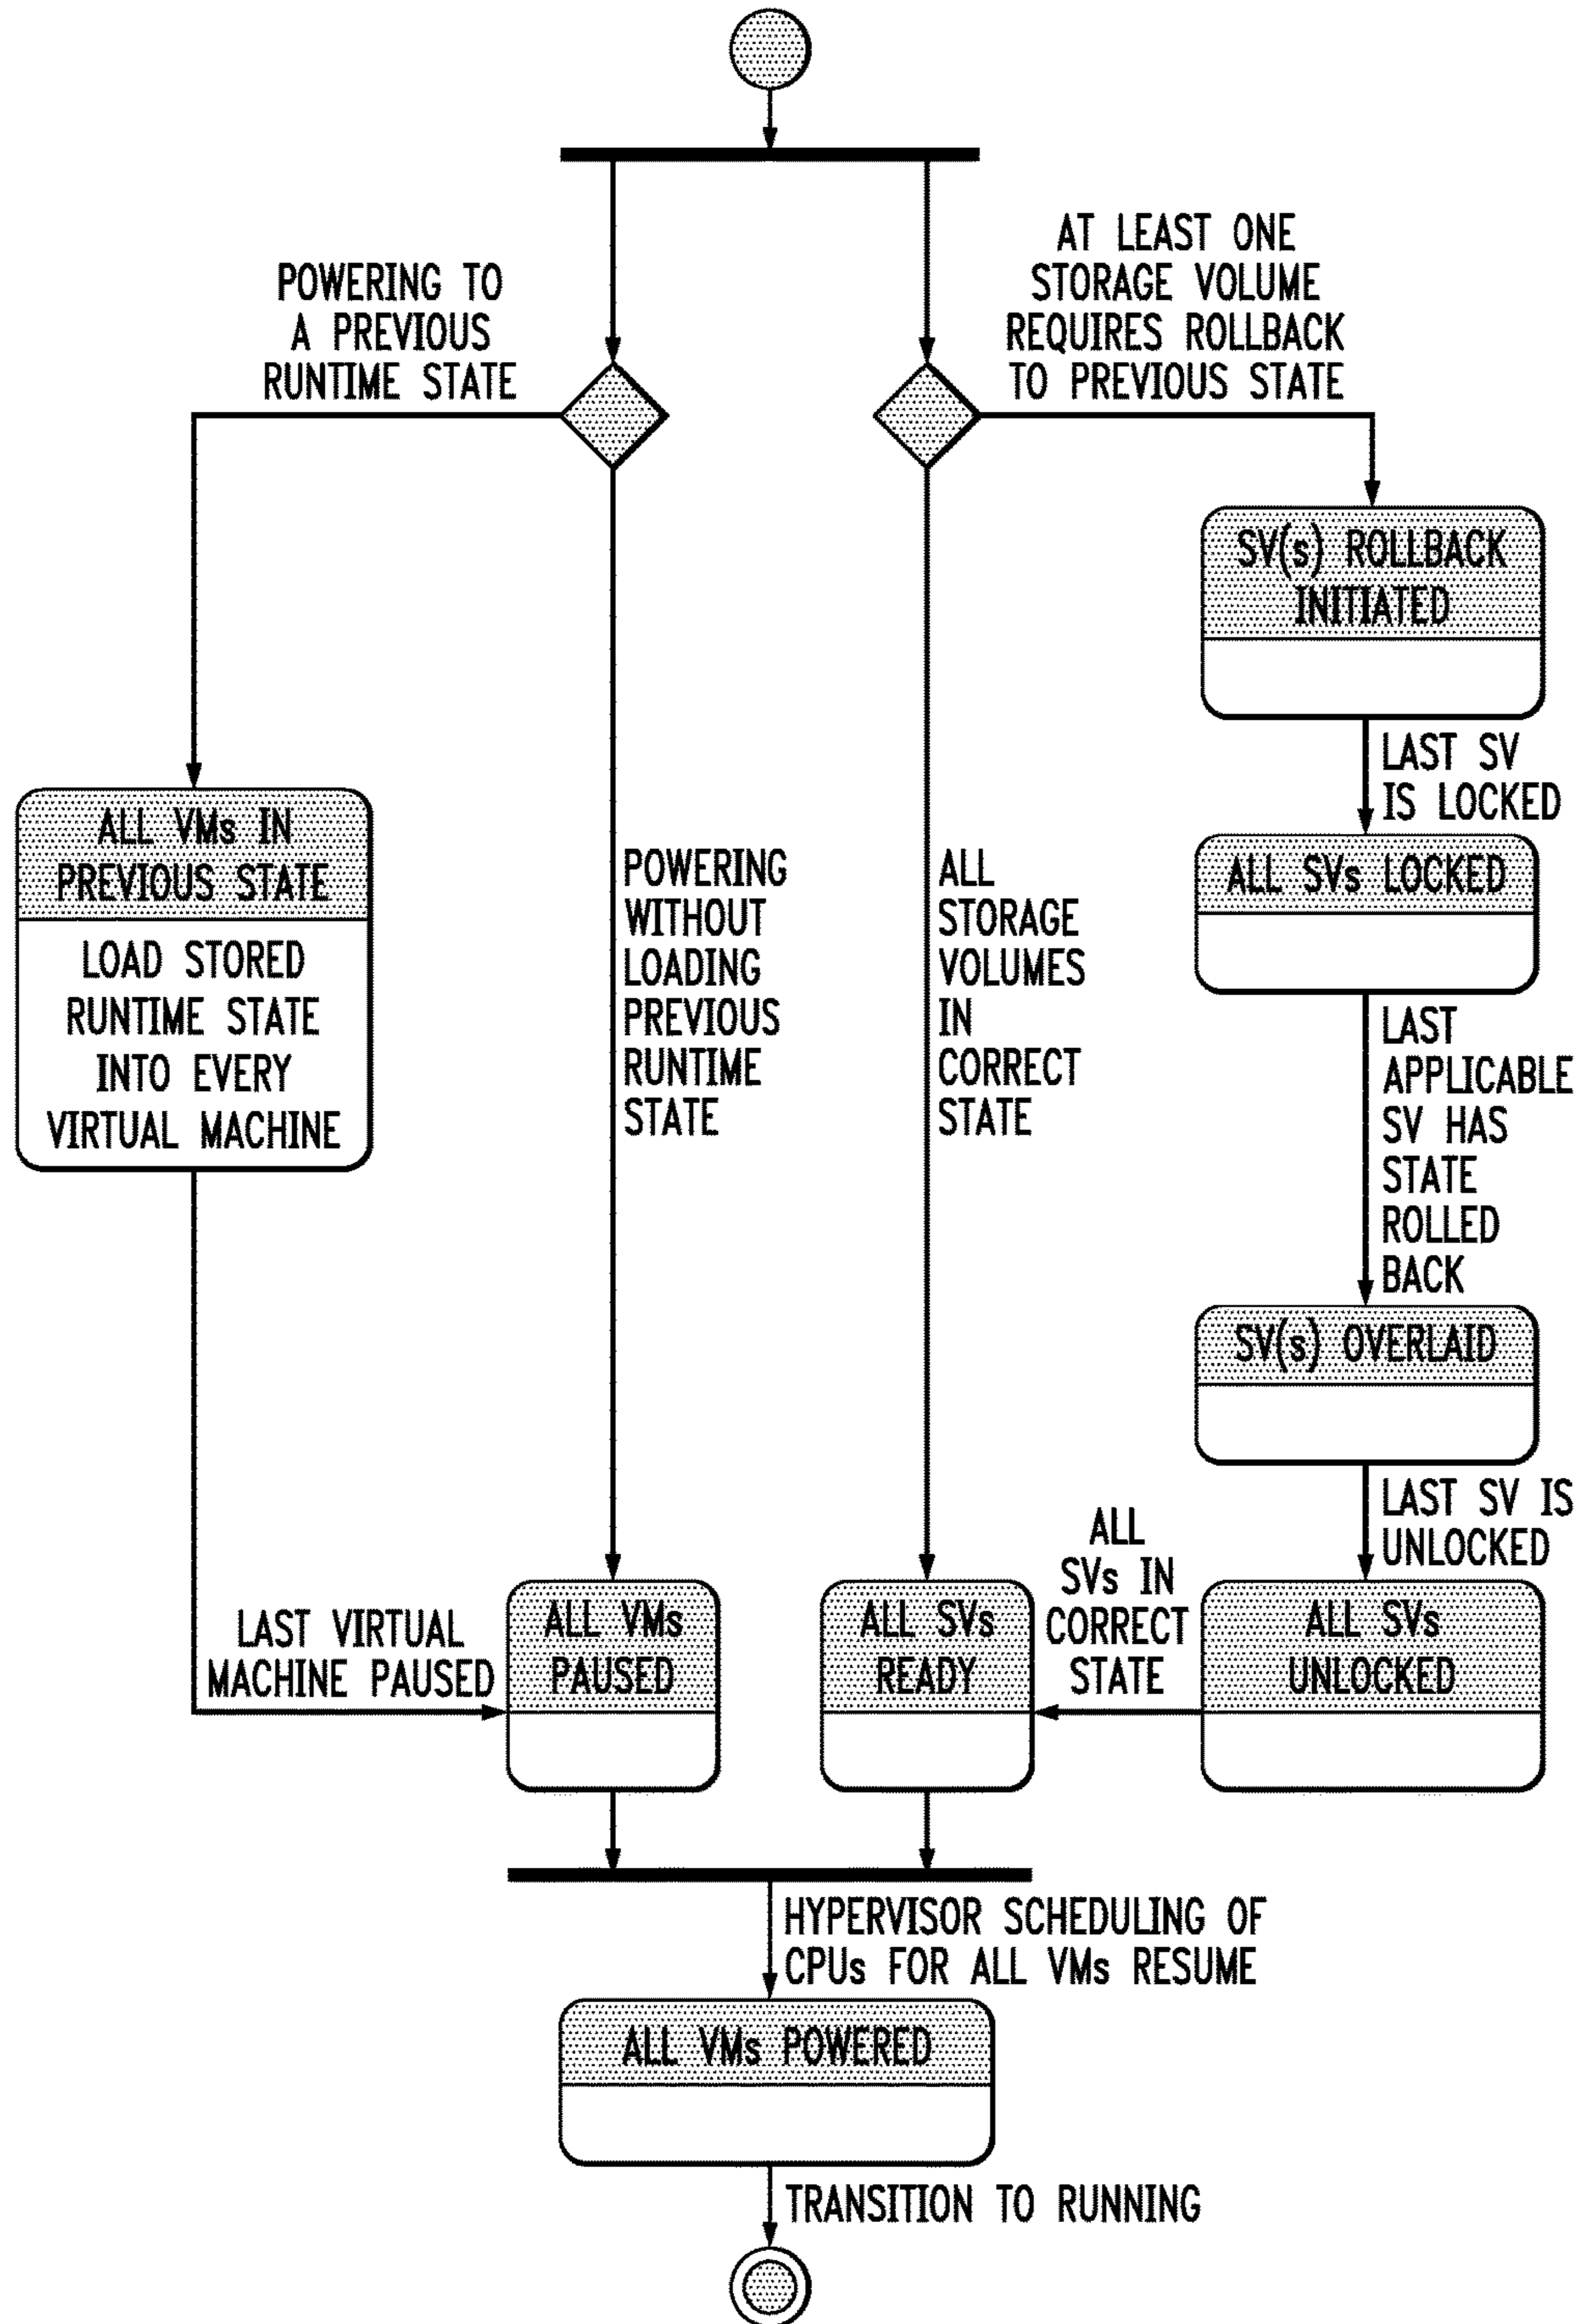 AT LEAST ONE
STORAGE VOLUME
REQUIRES ROLLBACK
TO PREVIOUS STATE
POWERING TO
A PREVIOUS
RUNTIME STATE
SV(s) ROLLBACK
INITIATED
LAST SV
IS LOCKED
ALL VMs IN
PREVIOUS STATE
LOAD STORED
RUNTIME STATE
INTO EVERY
VIRTUAL MACHINE
POWERING
WITHOUT
LOADING
PREVIOUS
RUNTIME
STATE
ALL
STORAGE
VOLUMES
IN
CORRECT
STATE
ALL SVs LOCKED
LAST
APPLICABLE
SV HAS
STATE
ROLLED
BACK
SV(s) OVERLAID
LAST SV IS
UNLOCKED
LAST VIRTUAL
MACHINE PAUSED
ALL VMs
PAUSED
ALL SVs
READY
ALL
SVs IN
CORRECT
STATE
ALL SVs
UNLOCKED
HYPERVISOR SCHEDULING OF
CPUs FOR ALL VMs RESUME
ALL VMs POWERED
TRANSITION TO RUNNING